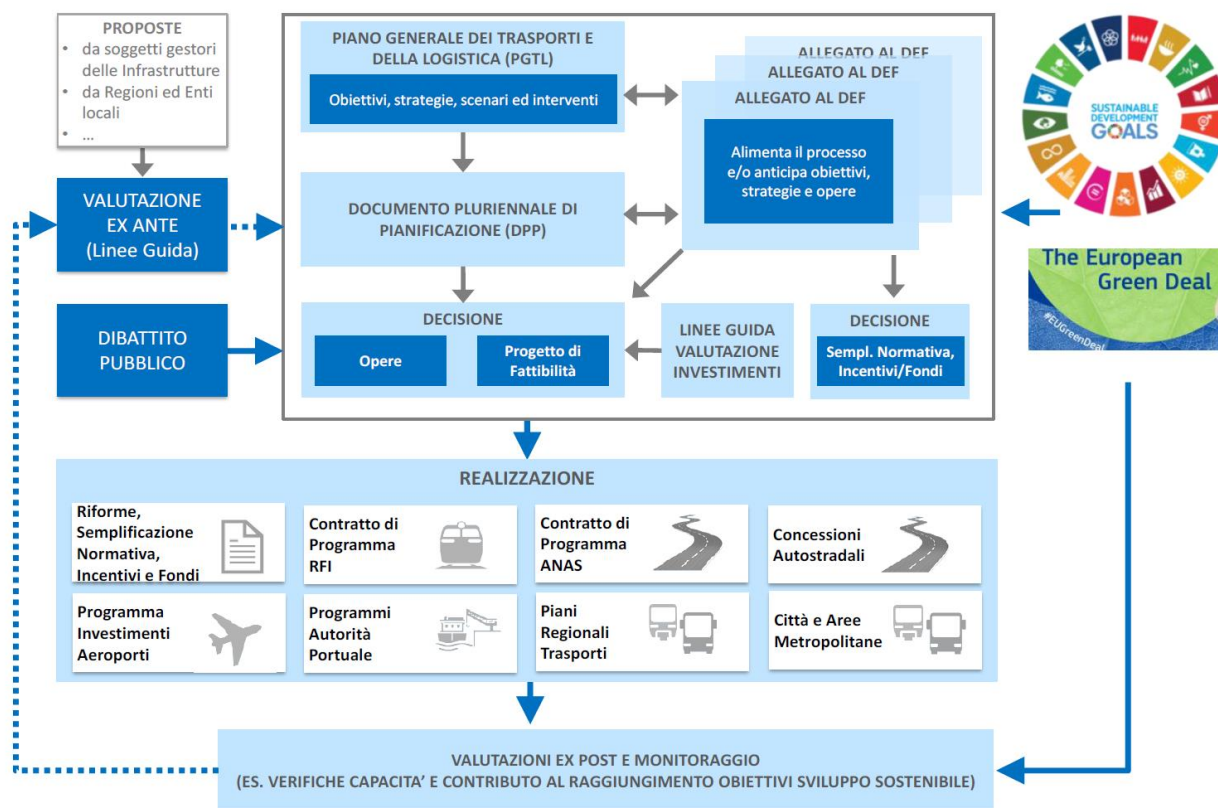 PROPOSTE
• da soggetti gestori
delle Infrastrutture
• da Regioni ed Enti
locali
• ...
VALUTAZIONE
EX ANTE
(Linee Guida)
DIBATTITO
PUBBLICO
PIANO GENERALE DEI TRASPORTI E
DELLA LOGISTICA (PGTL)
Obiettivi, strategie, scenari ed interventi
ALLEGATO AL DEF
ALLEGATO AL DEF
ALLEGATO AL DEF
Alimenta il processo
e/o anticipa obiettivi,
strategie e opere
DOCUMENTO PLURIENNALE DI
PIANIFICAZIONE (DPP)
DECISIONE
Opere
Progetto di
Fattibilità
LINEE GUIDA
VALUTAZIONE
INVESTIMENTI
DECISIONE
Sempl. Normativa,
Incentivi/Fondi
SUSTAINABLE
DEVELOPMENT
GOALS
The European
Green Deal
#EUGreenDeal
REALIZZAZIONE
Riforme,
Semplificazione
Normativa,
Incentivi e Fondi
Contratto di
Programma
RFI
Contratto di
Programma
ANAS
Concessioni
Autostradali
Programma
Investimenti
Aeroporti
Programmi
Autorità
Portuale
Piani
Regionali
Trasporti
Città e Aree
Metropolitane
VALUTAZIONI EX POST E MONITORAGGIO
(ES. VERIFICHE CAPACITA’ E CONTRIBUTO AL RAGGIUNGIMENTO OBIETTIVI SVILUPPO SOSTENIBILE)